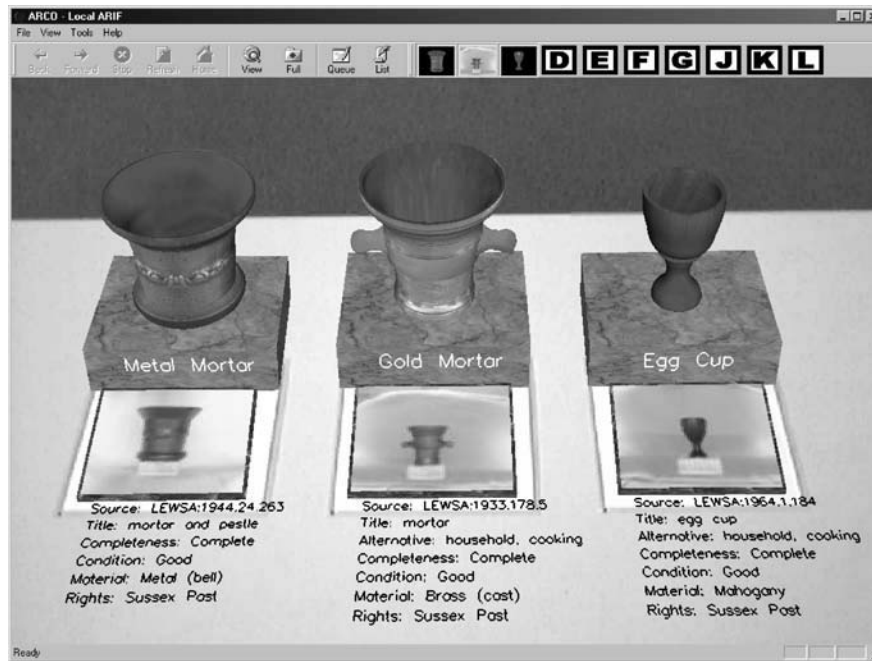 ARCO - Local ARIF
File View Tools Help
Back Forward Stop Refresh Home View Full Queue List D E F G J K L
Metal Mortar
Source: LEWSA:1944.24.263
Title: mortar and pestle
Completeness: Complete
Condition: Good
Material: Metal (bell)
Rights: Sussex Past
Gold Mortar
Source: LEWSA:1933.178.5
Title: mortar
Alternative: household, cooking
Completeness: Complete
Condition: Good
Material: Brass (cast)
Rights: Sussex Past
Egg Cup
Source: LEWSA:1964.1.184
Title: egg cup
Alternative: household, cooking
Completeness: Complete
Condition: Good
Material: Mahogany
Rights: Sussex Past
Ready